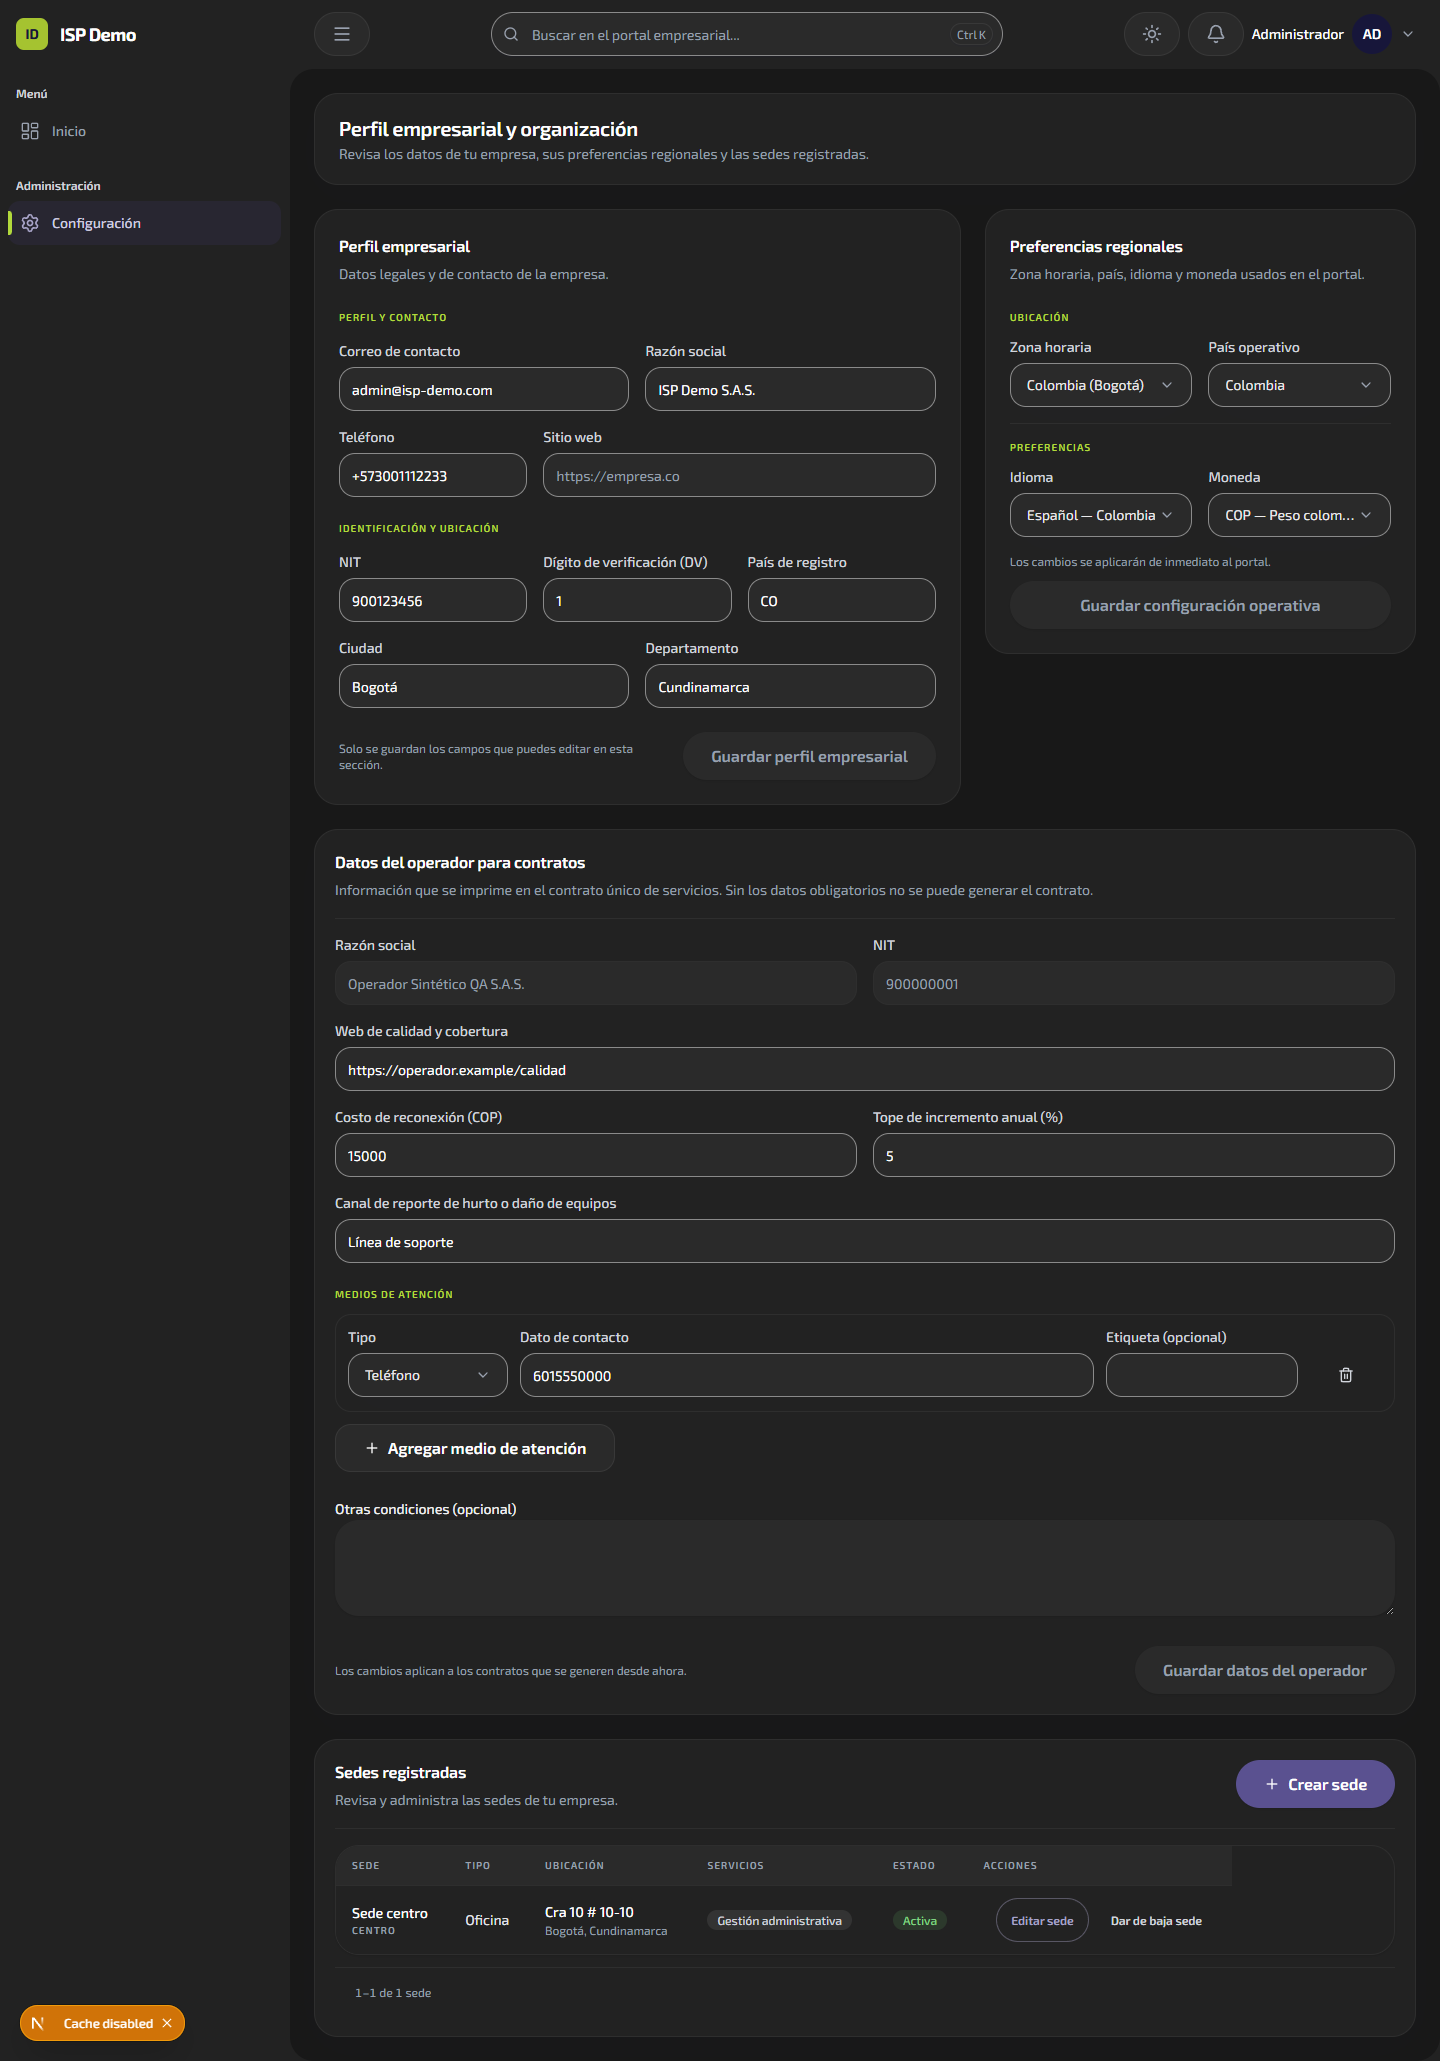 ID ISP Demo
Buscar en el portal empresarial... Ctrl K
Administrador AD
Menú
Inicio
Administración
Configuración
Perfil empresarial y organización
Revisa los datos de tu empresa, sus preferencias regionales y las sedes registradas.
Perfil empresarial
Datos legales y de contacto de la empresa.
PERFIL Y CONTACTO
Correo de contacto Razón social
admin@isp-demo.com ISP Demo S.A.S.
Teléfono Sitio web
+573001112233 https://empresa.co
IDENTIFICACIÓN Y UBICACIÓN
NIT Dígito de verificación (DV) País de registro
900123456 1 CO
Ciudad Departamento
Bogotá Cundinamarca
Solo se guardan los campos que puedes editar en esta
sección.
Guardar perfil empresarial
Preferencias regionales
Zona horaria, país, idioma y moneda usados en el portal.
UBICACIÓN
Zona horaria País operativo
Colombia (Bogotá) Colombia
PREFERENCIAS
Idioma Moneda
Español — Colombia COP — Peso colom...
Los cambios se aplicarán de inmediato al portal.
Guardar configuración operativa
Datos del operador para contratos
Información que se imprime en el contrato único de servicios. Sin los datos obligatorios no se puede generar el contrato.
Razón social NIT
Operador Sintético QA S.A.S. 900000001
Web de calidad y cobertura
https://operador.example/calidad
Costo de reconexión (COP) Tope de incremento anual (%)
15000 5
Canal de reporte de hurto o daño de equipos
Línea de soporte
MEDIOS DE ATENCIÓN
Tipo Dato de contacto Etiqueta (opcional)
Teléfono 6015550000
+ Agregar medio de atención
Otras condiciones (opcional)
Los cambios aplican a los contratos que se generen desde ahora.
Guardar datos del operador
Sedes registradas
Revisa y administra las sedes de tu empresa.
+ Crear sede
SEDE TIPO UBICACIÓN SERVICIOS ESTADO ACCIONES
Sede centro Oficina Cra 10 # 10-10 Gestión administrativa Activa Editar sede Dar de baja sede
CENTRO Bogotá, Cundinamarca
1–1 de 1 sede
N Cache disabled ×